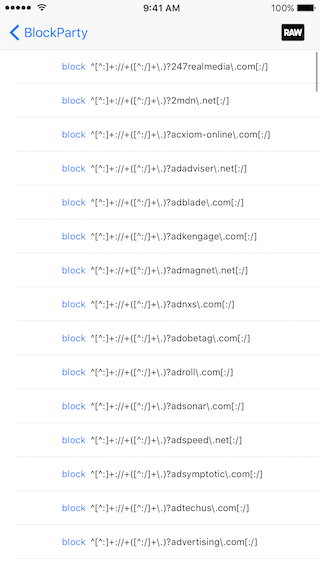 9:41 AM 100%
BlockParty RAW
block ^[^:]+://+([^:/]+\.)?247realmedia\.com[:/]
block ^[^:]+://+([^:/]+\.)?2mdn\.net[:/]
block ^[^:]+://+([^:/]+\.)?acxiom-online\.com[:/]
block ^[^:]+://+([^:/]+\.)?adadviser\.net[:/]
block ^[^:]+://+([^:/]+\.)?adblade\.com[:/]
block ^[^:]+://+([^:/]+\.)?adkengage\.com[:/]
block ^[^:]+://+([^:/]+\.)?admagnet\.net[:/]
block ^[^:]+://+([^:/]+\.)?adnxs\.com[:/]
block ^[^:]+://+([^:/]+\.)?adobetag\.com[:/]
block ^[^:]+://+([^:/]+\.)?adroll\.com[:/]
block ^[^:]+://+([^:/]+\.)?adsonar\.com[:/]
block ^[^:]+://+([^:/]+\.)?adspeed\.net[:/]
block ^[^:]+://+([^:/]+\.)?adsymptotic\.com[:/]
block ^[^:]+://+([^:/]+\.)?adtechus\.com[:/]
block ^[^:]+://+([^:/]+\.)?advertising\.com[:/]